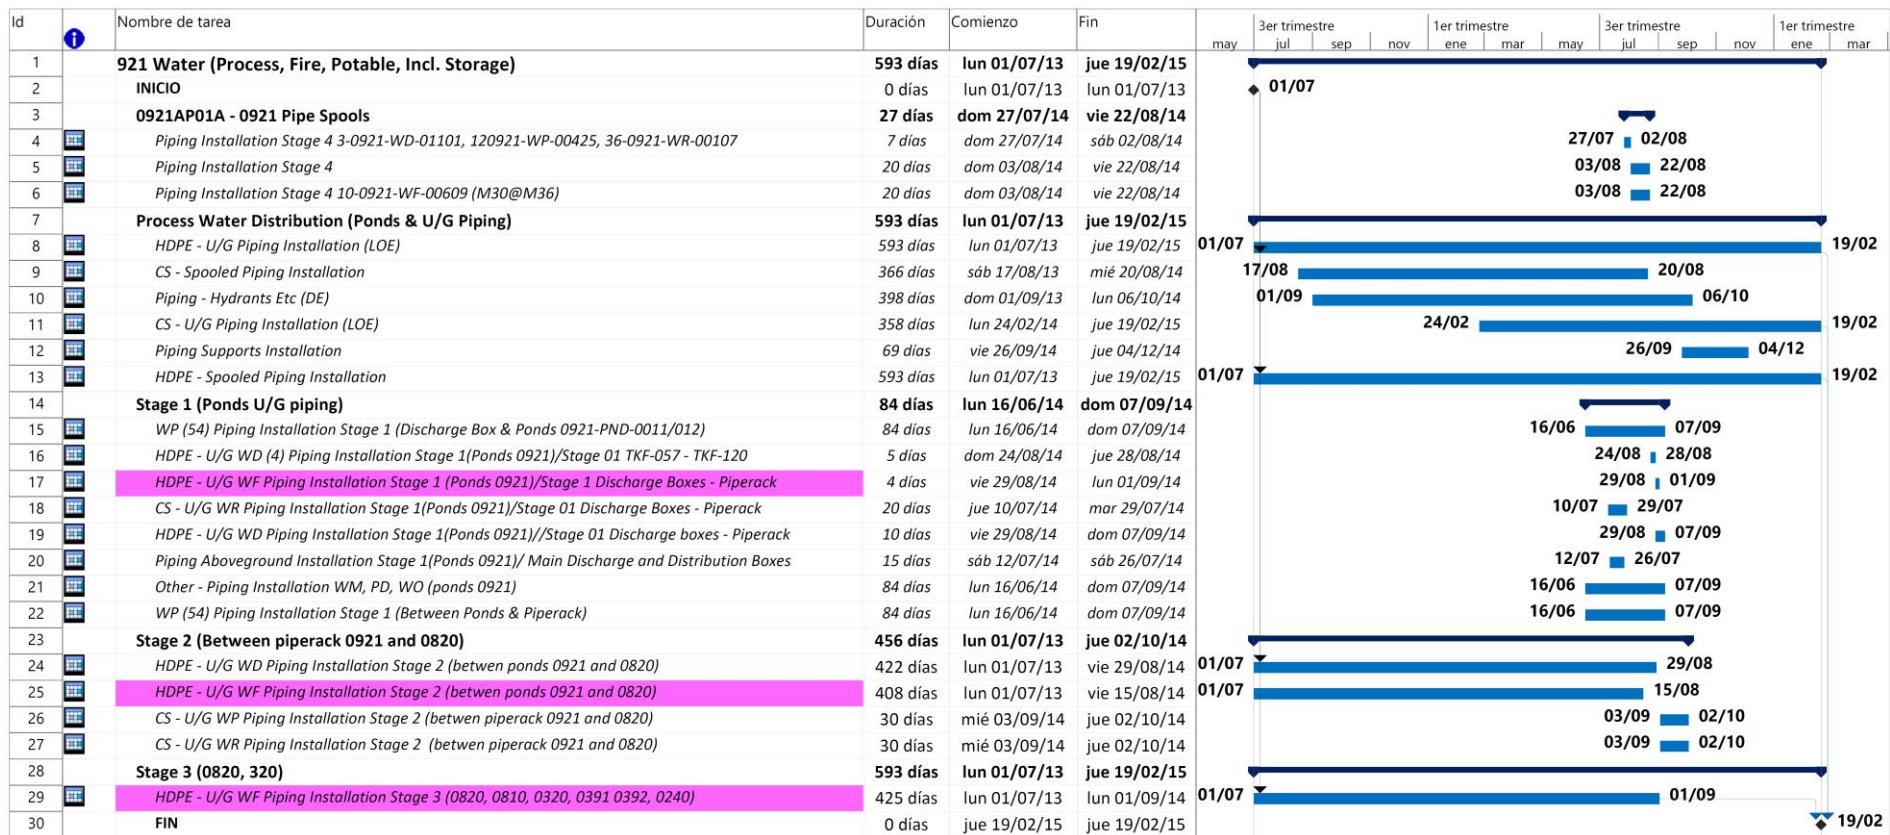 Id Nombre de tarea Duración Comienzo Fin 3er trimestre 1er trimestre 3er trimestre 1er trimestre
may jul sep nov ene mar may jul sep nov ene mar
1 921 Water (Process, Fire, Potable, Incl. Storage) 593 días lun 01/07/13 jue 19/02/15
2 INICIO 0 días lun 01/07/13 lun 01/07/13 01/07
3 0921AP01A - 0921 Pipe Spools 27 días dom 27/07/14 vie 22/08/14
4 Piping Installation Stage 4 3-0921-WD-01101, 120921-WP-00425, 36-0921-WR-00107 7 días dom 27/07/14 sáb 02/08/14 27/07 02/08
5 Piping Installation Stage 4 20 días dom 03/08/14 vie 22/08/14 03/08 22/08
6 Piping Installation Stage 4 10-0921-WF-00609 (M30@M36) 20 días dom 03/08/14 vie 22/08/14 03/08 22/08
7 Process Water Distribution (Ponds & U/G Piping) 593 días lun 01/07/13 jue 19/02/15
8 HDPE - U/G Piping Installation (LOE) 593 días lun 01/07/13 jue 19/02/15 01/07 19/02
9 CS - Spooled Piping Installation 366 días sáb 17/08/13 mié 20/08/14 17/08 20/08
10 Piping - Hydrants Etc (DE) 398 días dom 01/09/13 lun 06/10/14 01/09 06/10
11 CS - U/G Piping Installation (LOE) 358 días lun 24/02/14 jue 19/02/15 24/02 19/02
12 Piping Supports Installation 69 días vie 26/09/14 jue 04/12/14 26/09 04/12
13 HDPE - Spooled Piping Installation 593 días lun 01/07/13 jue 19/02/15 01/07 19/02
14 Stage 1 (Ponds U/G piping) 84 días lun 16/06/14 dom 07/09/14
15 WP (54) Piping Installation Stage 1 (Discharge Box & Ponds 0921-PND-0011/012) 84 días lun 16/06/14 dom 07/09/14 16/06 07/09
16 HDPE - U/G WD (4) Piping Installation Stage 1(Ponds 0921)/Stage 01 TKF-057 - TKF-120 5 días dom 24/08/14 jue 28/08/14 24/08 28/08
17 HDPE - U/G WF Piping Installation Stage 1 (Ponds 0921)/Stage 1 Discharge Boxes - Piperack 4 días vie 29/08/14 lun 01/09/14 29/08 01/09
18 CS - U/G WR Piping Installation Stage 1(Ponds 0921)/Stage 01 Discharge Boxes - Piperack 20 días jue 10/07/14 mar 29/07/14 10/07 29/07
19 HDPE - U/G WD Piping Installation Stage 1(Ponds 0921)//Stage 01 Discharge boxes - Piperack 10 días vie 29/08/14 dom 07/09/14 29/08 07/09
20 Piping Aboveground Installation Stage 1(Ponds 0921)/ Main Discharge and Distribution Boxes 15 días sáb 12/07/14 sáb 26/07/14 12/07 26/07
21 Other - Piping Installation WM, PD, WO (ponds 0921) 84 días lun 16/06/14 dom 07/09/14 16/06 07/09
22 WP (54) Piping Installation Stage 1 (Between Ponds & Piperack) 84 días lun 16/06/14 dom 07/09/14 16/06 07/09
23 Stage 2 (Between piperack 0921 and 0820) 456 días lun 01/07/13 jue 02/10/14
24 HDPE - U/G WD Piping Installation Stage 2 (betwen ponds 0921 and 0820) 422 días lun 01/07/13 vie 29/08/14 01/07 29/08
25 HDPE - U/G WF Piping Installation Stage 2 (betwen ponds 0921 and 0820) 408 días lun 01/07/13 vie 15/08/14 01/07 15/08
26 CS - U/G WP Piping Installation Stage 2 (betwen piperack 0921 and 0820) 30 días mié 03/09/14 jue 02/10/14 03/09 02/10
27 CS - U/G WR Piping Installation Stage 2 (betwen piperack 0921 and 0820) 30 días mié 03/09/14 jue 02/10/14 03/09 02/10
28 Stage 3 (0820, 320) 593 días lun 01/07/13 jue 19/02/15
29 HDPE - U/G WF Piping Installation Stage 3 (0820, 0810, 0320, 0391 0392, 0240) 425 días lun 01/07/13 lun 01/09/14 01/07 01/09
30 FIN 0 días jue 19/02/15 jue 19/02/15 19/02